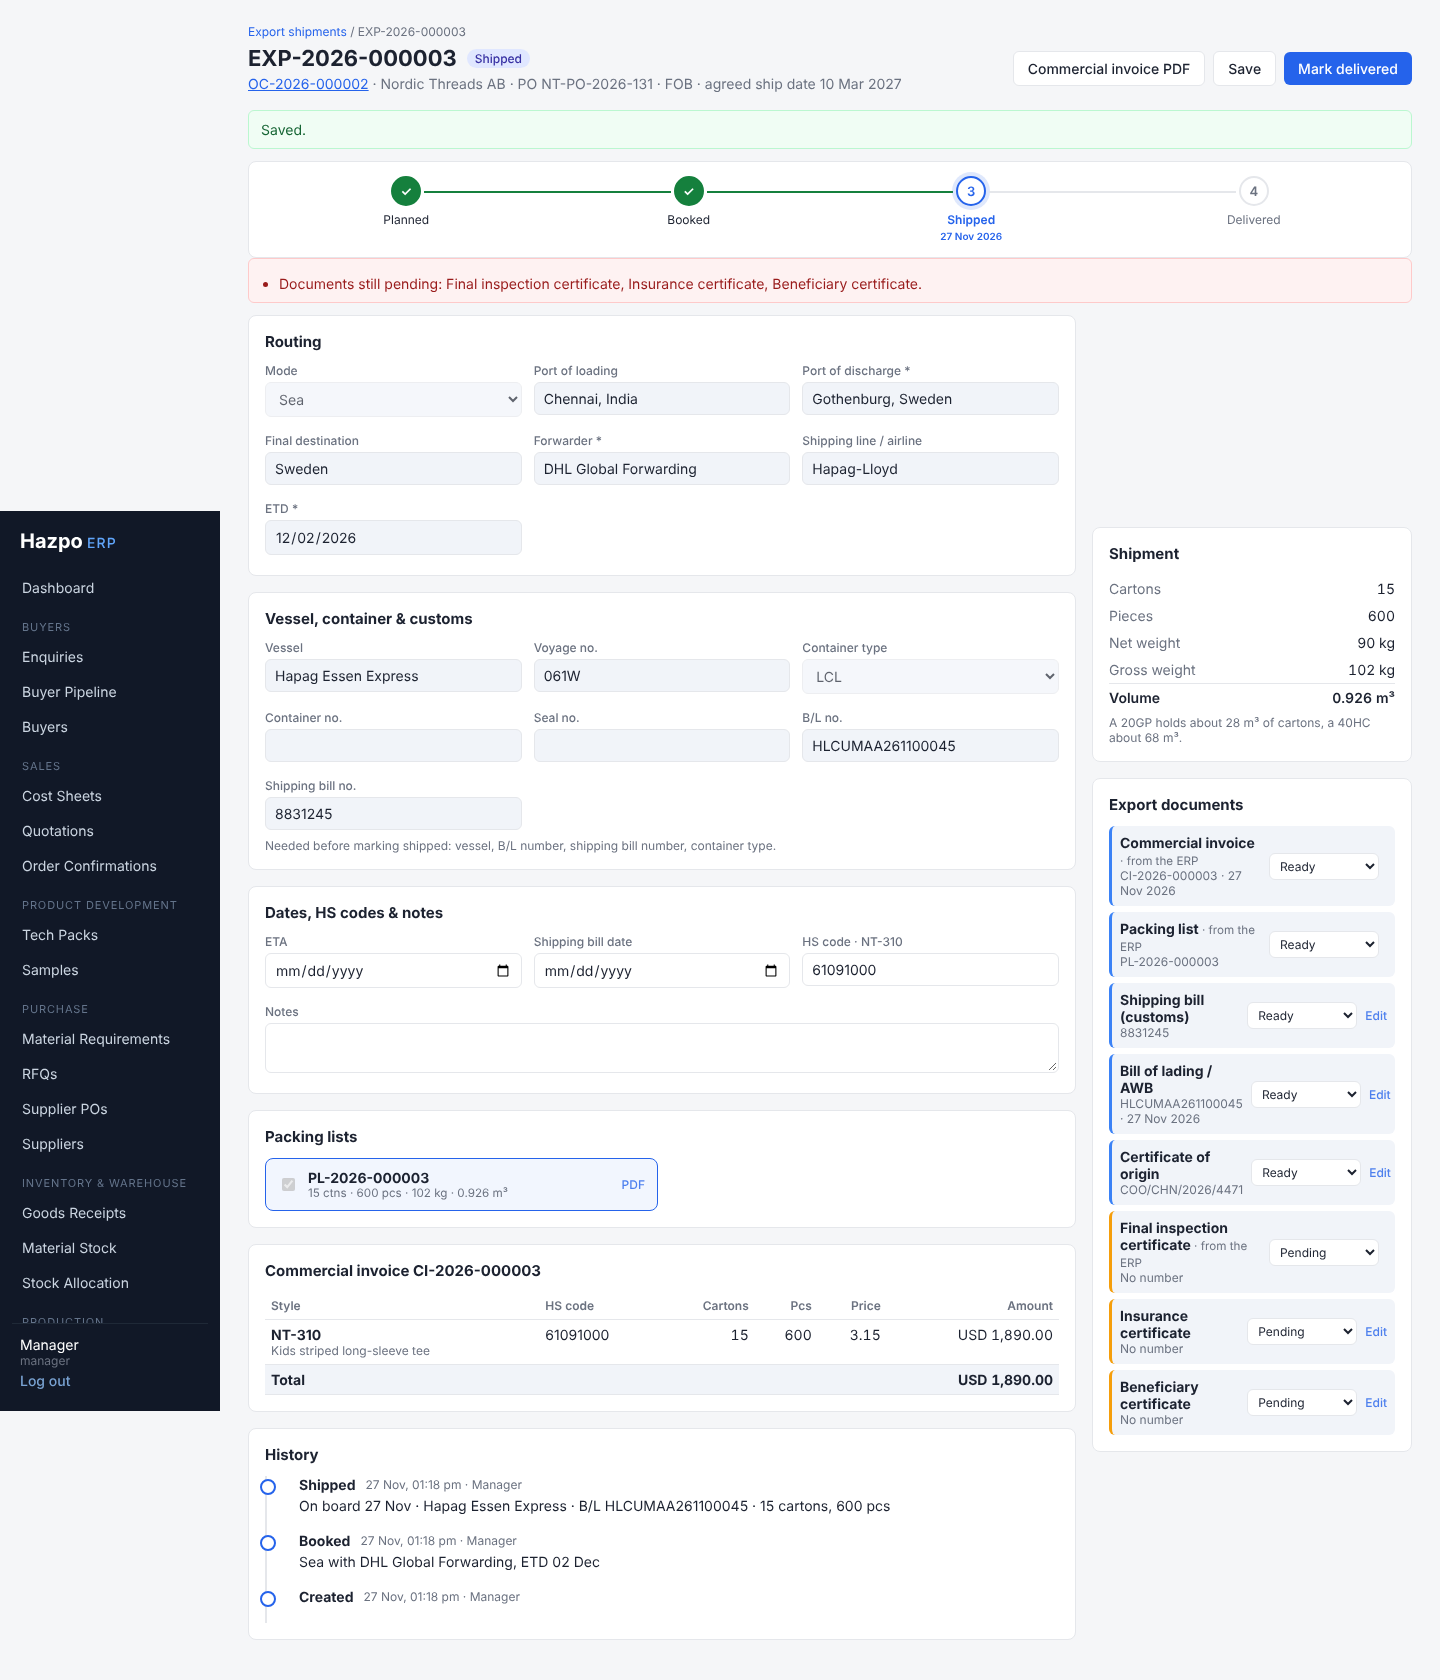 Export shipments / EXP-2026-000003
EXP-2026-000003 Shipped
OC-2026-000002 · Nordic Threads AB · PO NT-PO-2026-131 · FOB · agreed ship date 10 Mar 2027
Commercial invoice PDF
Save
Mark delivered
Saved.
✓ ✓ 3 4
Planned Booked Shipped Delivered
27 Nov 2026
• Documents still pending: Final inspection certificate, Insurance certificate, Beneficiary certificate.
Hazpo ERP
Dashboard
BUYERS
Enquiries
Buyer Pipeline
Buyers
SALES
Cost Sheets
Quotations
Order Confirmations
PRODUCT DEVELOPMENT
Tech Packs
Samples
PURCHASE
Material Requirements
RFQs
Supplier POs
Suppliers
INVENTORY & WAREHOUSE
Goods Receipts
Material Stock
Stock Allocation
PRODUCTION
Manager
manager
Log out
Routing
Mode Port of loading Port of discharge *
Sea Chennai, India Gothenburg, Sweden
Final destination Forwarder * Shipping line / airline
Sweden DHL Global Forwarding Hapag-Lloyd
ETD *
12/02/2026
Vessel, container & customs
Vessel Voyage no. Container type
Hapag Essen Express 061W LCL
Container no. Seal no. B/L no.
HLCUMAA261100045
Shipping bill no.
8831245
Needed before marking shipped: vessel, B/L number, shipping bill number, container type.
Dates, HS codes & notes
ETA Shipping bill date HS code · NT-310
mm/dd/yyyy mm/dd/yyyy 61091000
Notes
Packing lists
PL-2026-000003
15 ctns · 600 pcs · 102 kg · 0.926 m³
PDF
Commercial invoice CI-2026-000003
Style HS code Cartons Pcs Price Amount
NT-310 61091000 15 600 3.15 USD 1,890.00
Kids striped long-sleeve tee
Total USD 1,890.00
History
Shipped 27 Nov, 01:18 pm · Manager
On board 27 Nov · Hapag Essen Express · B/L HLCUMAA261100045 · 15 cartons, 600 pcs
Booked 27 Nov, 01:18 pm · Manager
Sea with DHL Global Forwarding, ETD 02 Dec
Created 27 Nov, 01:18 pm · Manager
Shipment
Cartons 15
Pieces 600
Net weight 90 kg
Gross weight 102 kg
Volume 0.926 m³
A 20GP holds about 28 m³ of cartons, a 40HC
about 68 m³.
Export documents
Commercial invoice
· from the ERP
CI-2026-000003 · 27
Nov 2026
Ready
Packing list · from the
ERP
PL-2026-000003
Ready
Shipping bill
(customs)
8831245
Ready Edit
Bill of lading /
AWB
HLCUMAA261100045
· 27 Nov 2026
Ready Edit
Certificate of
origin
COO/CHN/2026/4471
Ready Edit
Final inspection
certificate · from the
ERP
No number
Pending
Insurance
certificate
No number
Pending Edit
Beneficiary
certificate
No number
Pending Edit